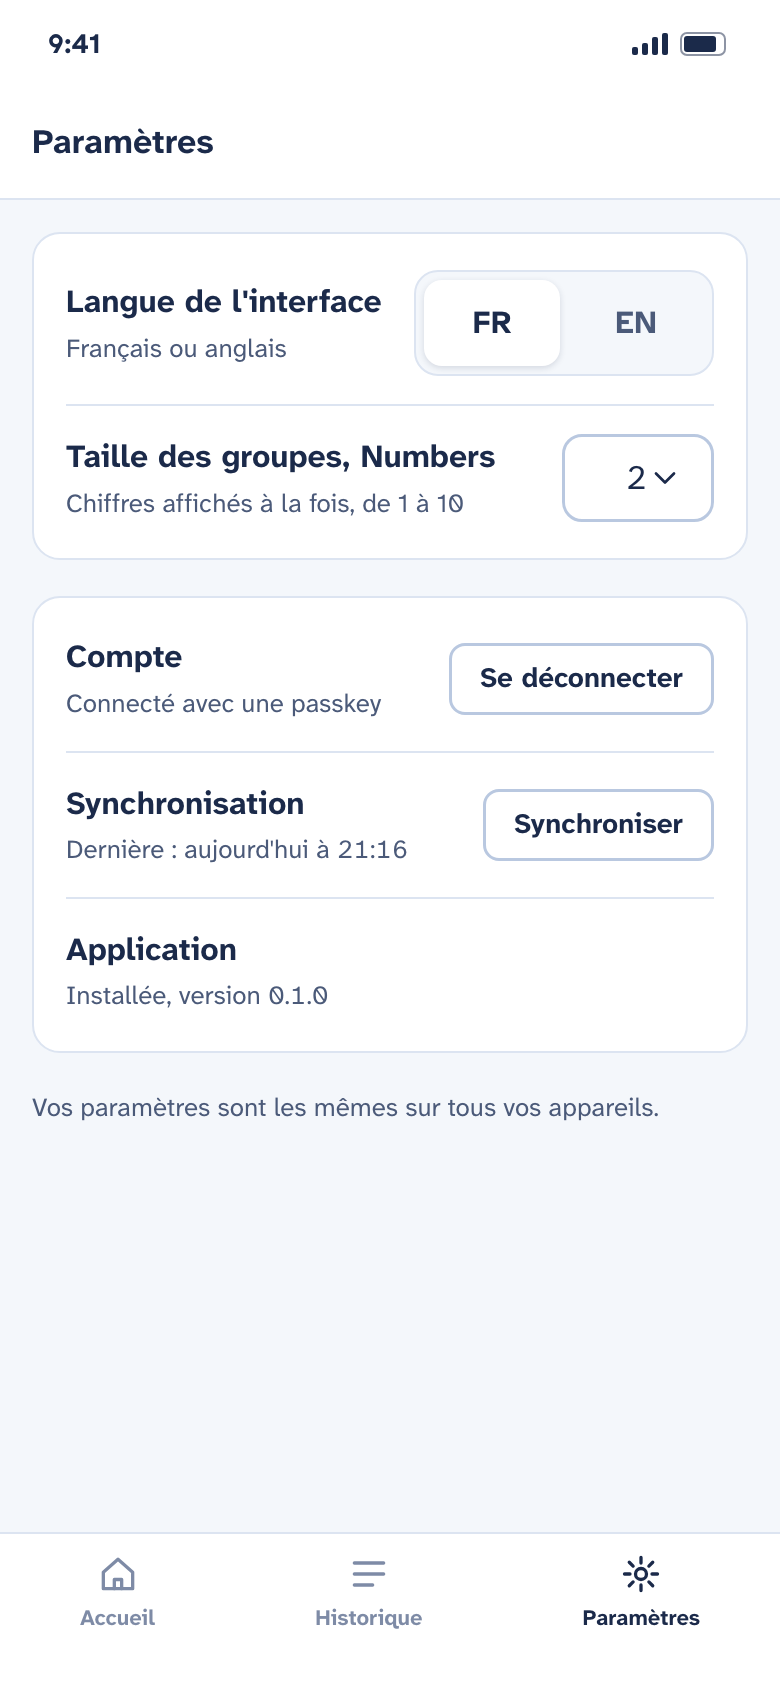 9:41
Paramètres
Langue de l'interface
Français ou anglais
FR
EN
Taille des groupes, Numbers
Chiffres affichés à la fois, de 1 à 10
2
Compte
Connecté avec une passkey
Se déconnecter
Synchronisation
Dernière : aujourd'hui à 21:16
Synchroniser
Application
Installée, version 0.1.0
Vos paramètres sont les mêmes sur tous vos appareils.
Accueil
Historique
Paramètres